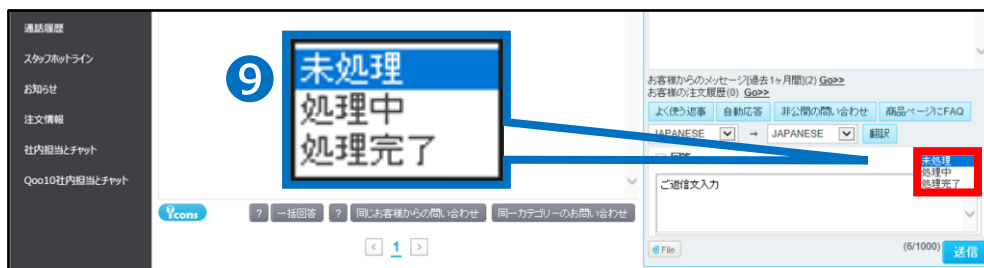 通話履歴
スタッフホットライン
お知らせ
注文情報
社内担当とチャット
Qoo10社内担当とチャット
9
未処理
処理中
処理完了
?cons
? 一括回答 ? 同じお客様からの問い合わせ 同一カテゴリーのお問い合わせ
< 1 >
お客様からのメッセージ(過去1ヶ月間)(2) Go>>
お客様の注文履歴(0) Go>>
よく使う返事 自動応答 非公開の問い合わせ 商品ページにFAQ
JAPANESE → JAPANESE 翻訳
回答
未処理
処理中
処理完了
ご返信文入力
File (6/1000) 送信